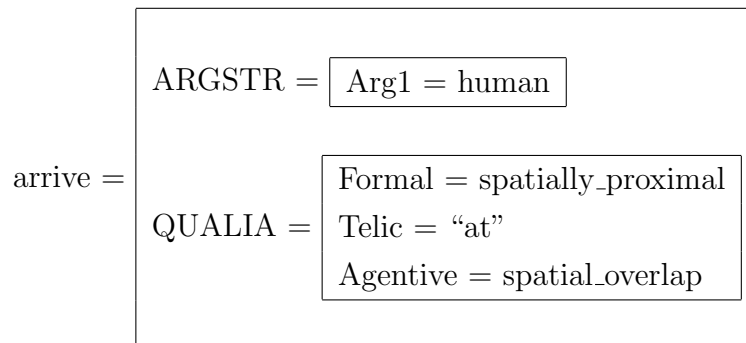 ARGSTR = Arg1 = human
arrive =
QUALIA =
Formal = spatially_proximal
Telic = “at”
Agentive = spatial_overlap